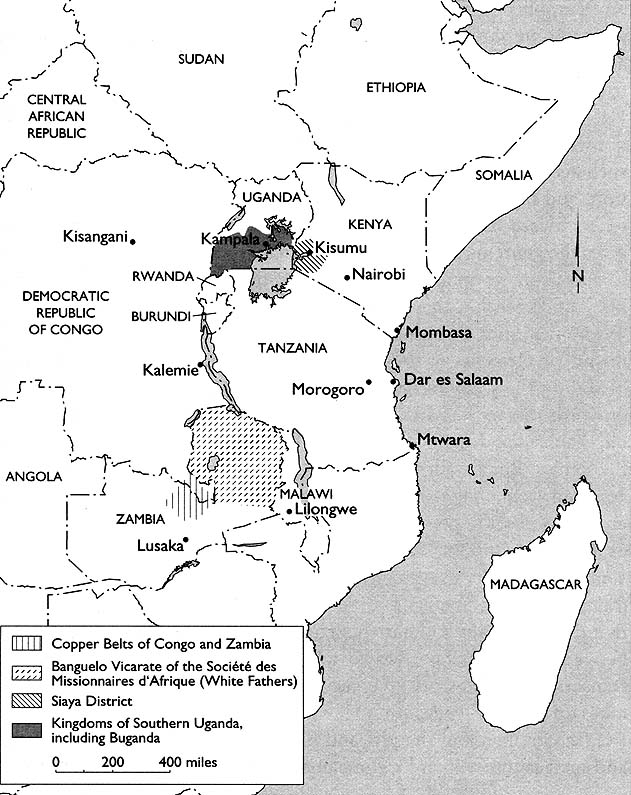 SUDAN
ETHIOPIA
CENTRAL
AFRICAN
REPUBLIC
SOMALIA
UGANDA
KENYA
Kisangani
Kampala
Kisumu
Nairobi
N
RWANDA
DEMOCRATIC
REPUBLIC
OF CONGO
BURUNDI
Mombasa
TANZANIA
Kalemie
Morogoro
Dar es Salaam
Mtwara
ANGOLA
MALAWI
Lilongwe
ZAMBIA
Lusaka
MADAGASCAR
Copper Belts of Congo and Zambia
Banguelo Vicarate of the Société des
Missionnaires d'Afrique (White Fathers)
Siaya District
Kingdoms of Southern Uganda,
including Buganda
0 200 400 miles